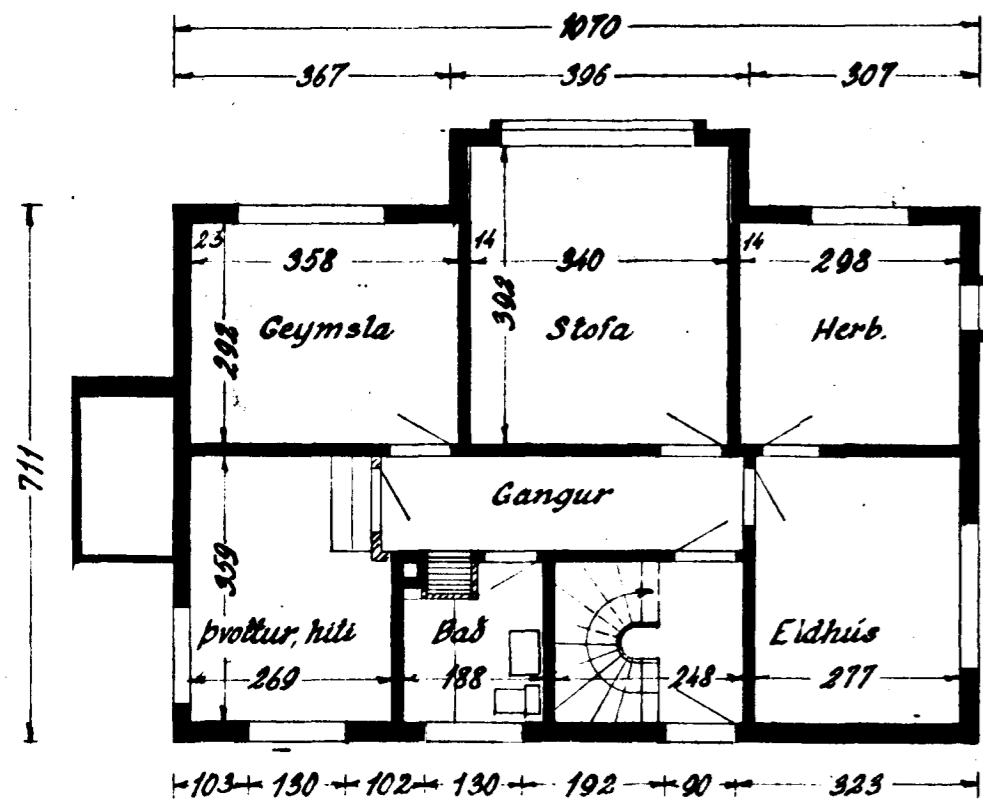 1070
367 396 307
23 14 14
358 340 298
392
Geymsla Stofa Herb.
292
711
Gangur
359
Þvottur, hiti Bað Eldhús
269 188 248 277
103 130 102 130 192 90 323